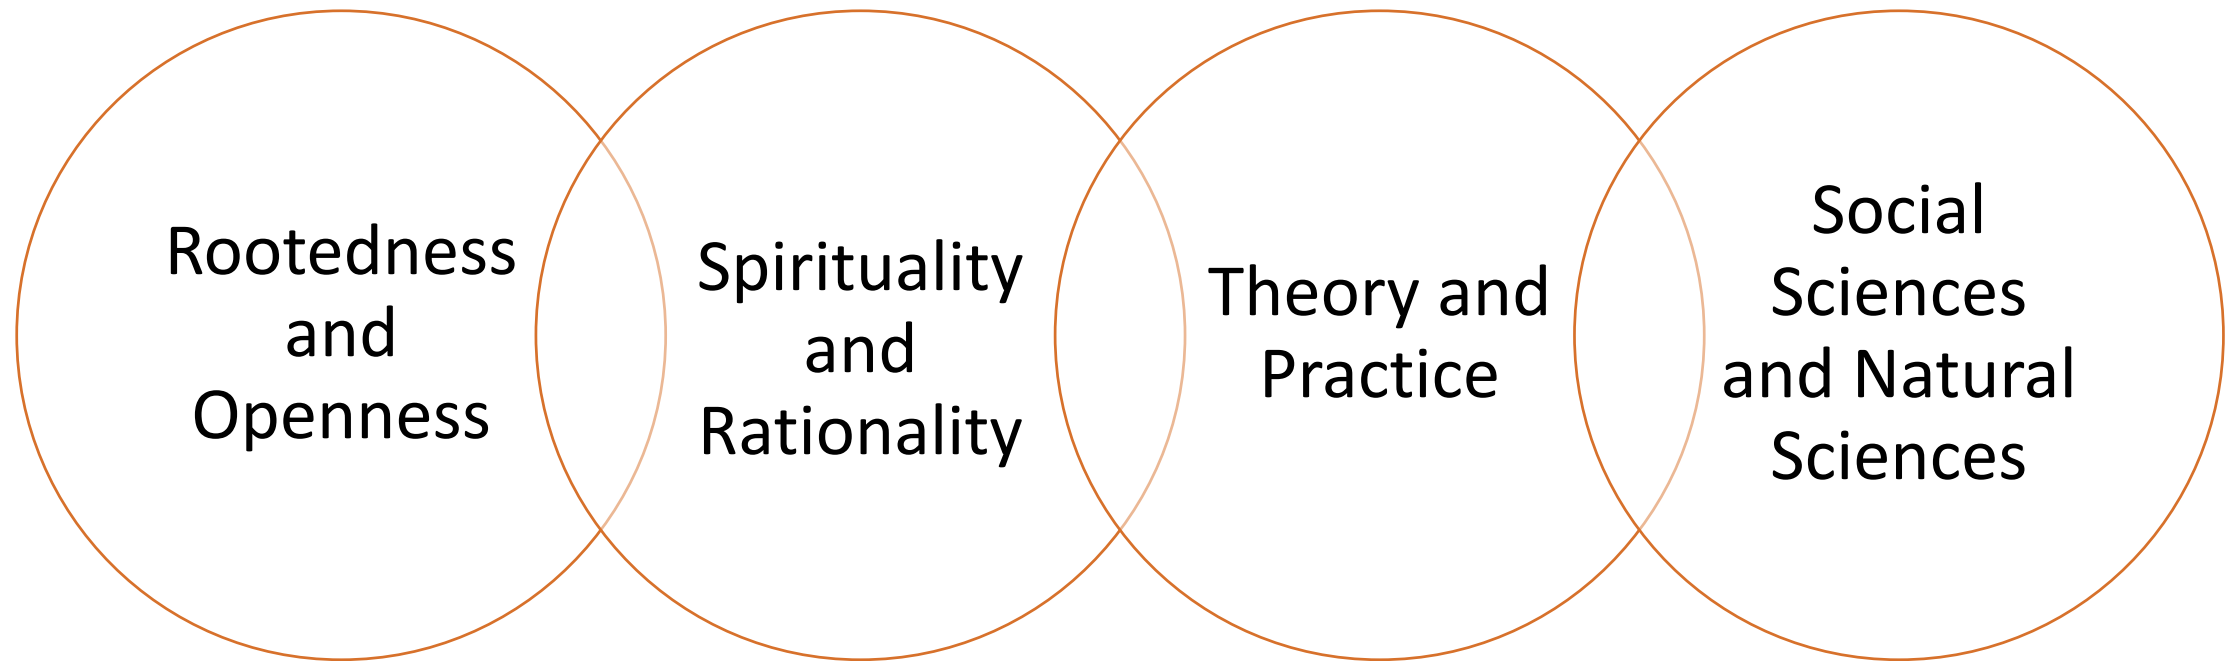 Rootedness
and
Openness
Spirituality
and
Rationality
Theory and
Practice
Social
Sciences
and Natural
Sciences